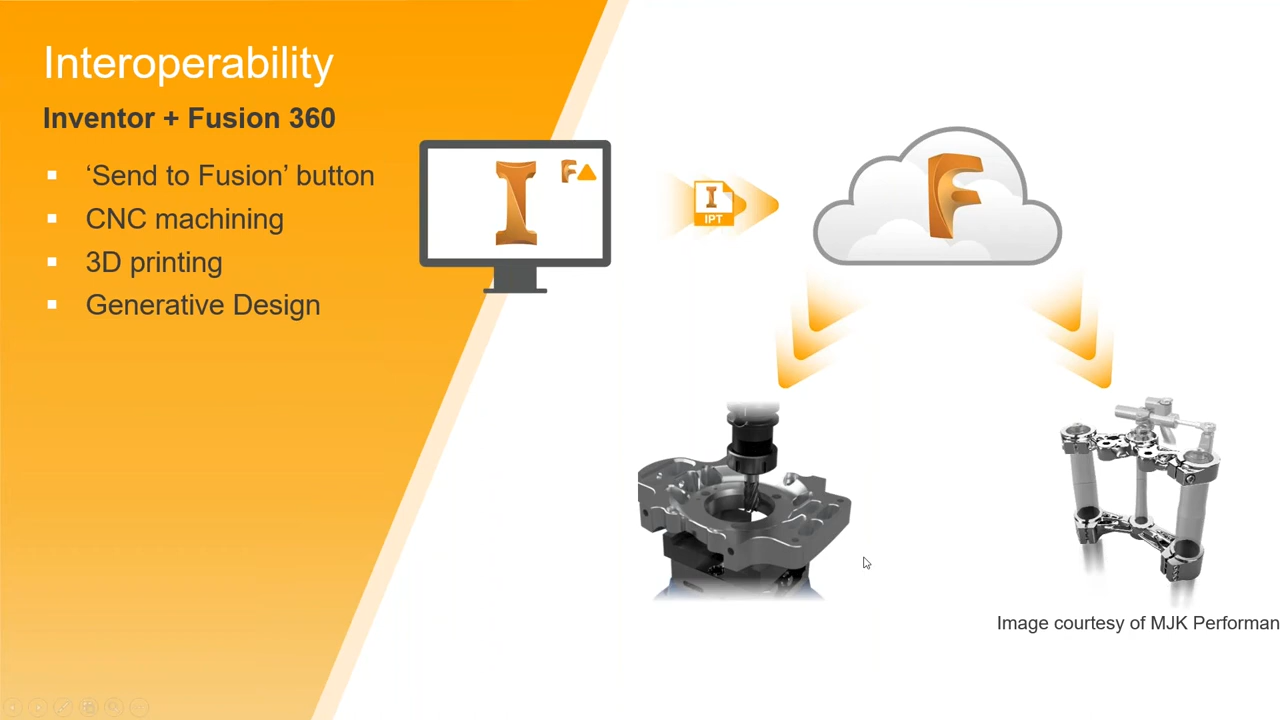 Interoperability
Inventor + Fusion 360
‘Send to Fusion’ button
CNC machining
3D printing
Generative Design
I
F
I
IPT
F
Image courtesy of MJK Performan